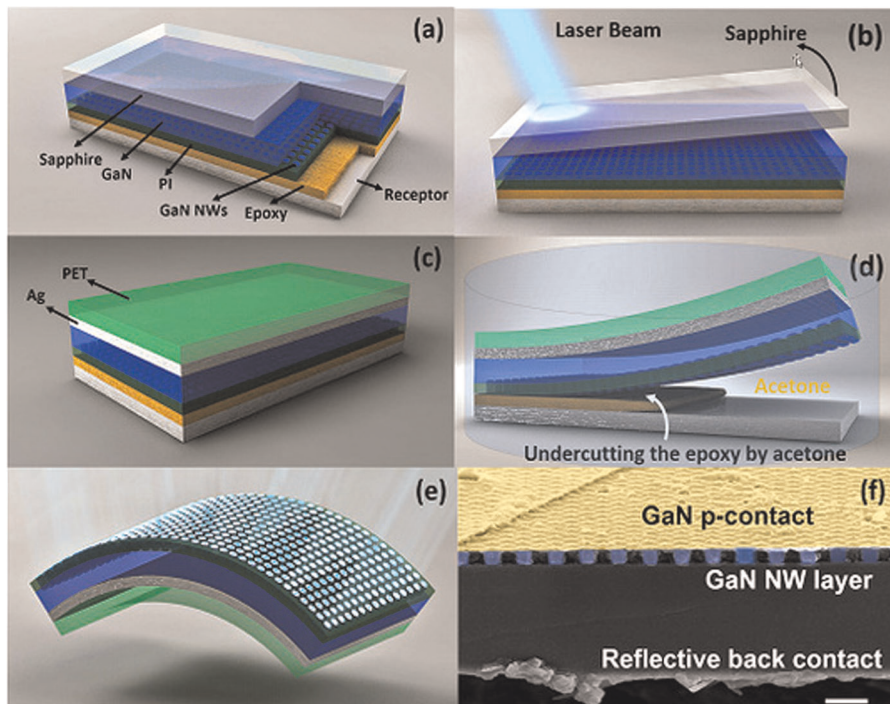 (a)
Sapphire
GaN
PI
GaN NWs
Epoxy
Receptor
(b)
Laser Beam
Sapphire
(c)
PET
Ag
(d)
Acetone
Undercutting the epoxy by acetone
(e)
(f)
GaN p-contact
GaN NW layer
Reflective back contact